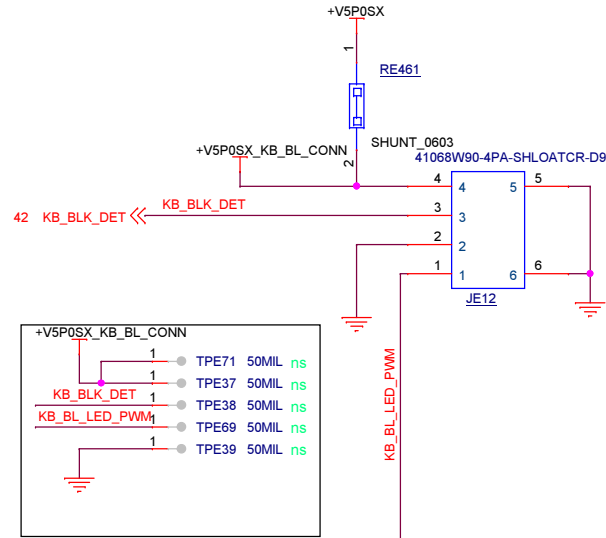 +V5P0SX
1
RE461
SHUNT_0603
2
+V5P0SX_KB_BL_CONN
41068W90-4PA-SHLOATCR-D9
4 4 5 5
42 KB_BLK_DET KB_BLK_DET 3 3
2 2
1 1 6 6
JE12
KB_BL_LED_PWM
+V5P0SX_KB_BL_CONN
1 TPE71 50MIL ns
1 TPE37 50MIL ns
KB_BLK_DET 1 TPE38 50MIL ns
KB_BL_LED_PWM 1 TPE69 50MIL ns
1 TPE39 50MIL ns